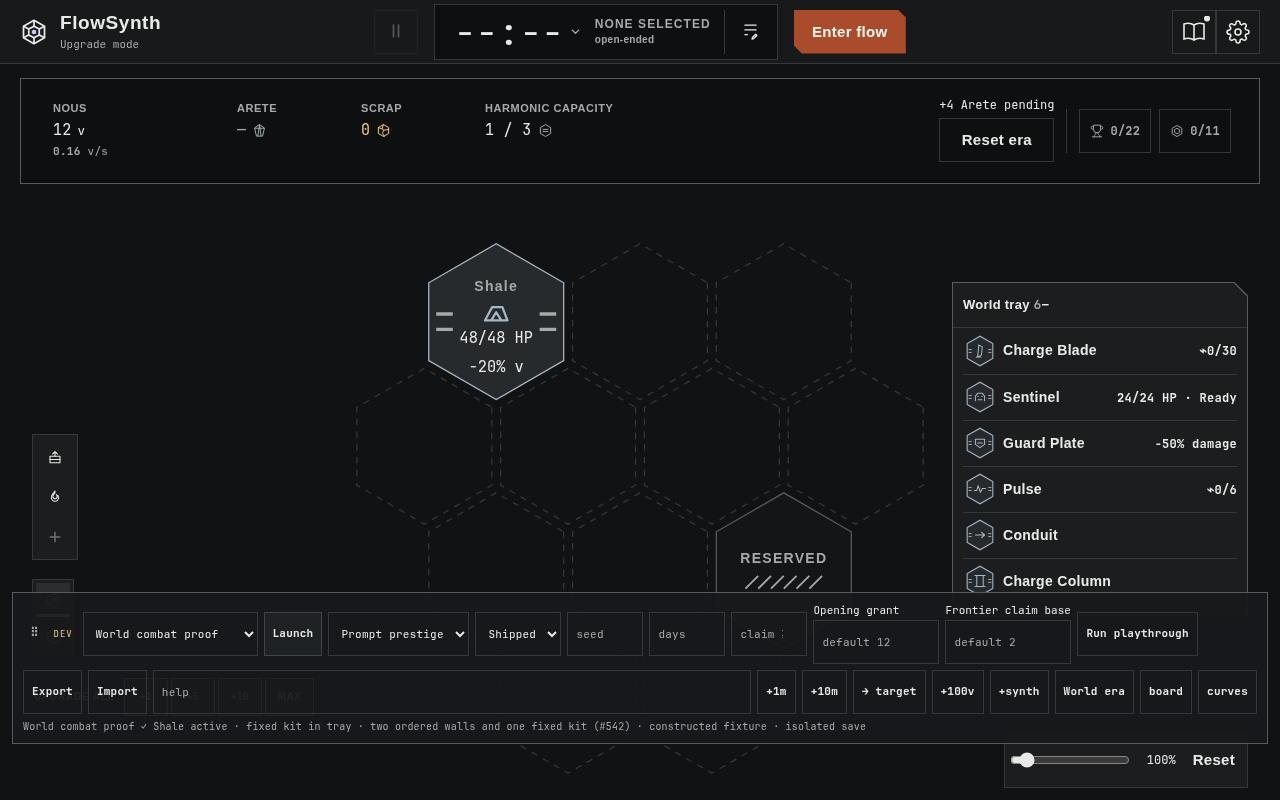 FlowSynth
Upgrade mode
--:--
NONE SELECTED
open-ended
Enter flow
NOUS
12 v
0.16 v/s
ARETE
—
SCRAP
0
HARMONIC CAPACITY
1 / 3
+4 Arete pending
Reset era
0/22
0/11
Shale
48/48 HP
-20% v
RESERVED
World tray 6—
Charge Blade
⌁0/30
Sentinel
24/24 HP · Ready
Guard Plate
-50% damage
Pulse
⌁0/6
Conduit
Charge Column
DEV
World combat proof
Launch
Prompt prestige
Shipped
seed
days
claim
Opening grant
default 12
Frontier claim base
default 2
Run playthrough
Export
Import
help
+10
MAX
+1m
+10m
→ target
+100v
+synth
World era
board
curves
World combat proof ✓ Shale active · fixed kit in tray · two ordered walls and one fixed kit (#542) · constructed fixture · isolated save
100%
Reset